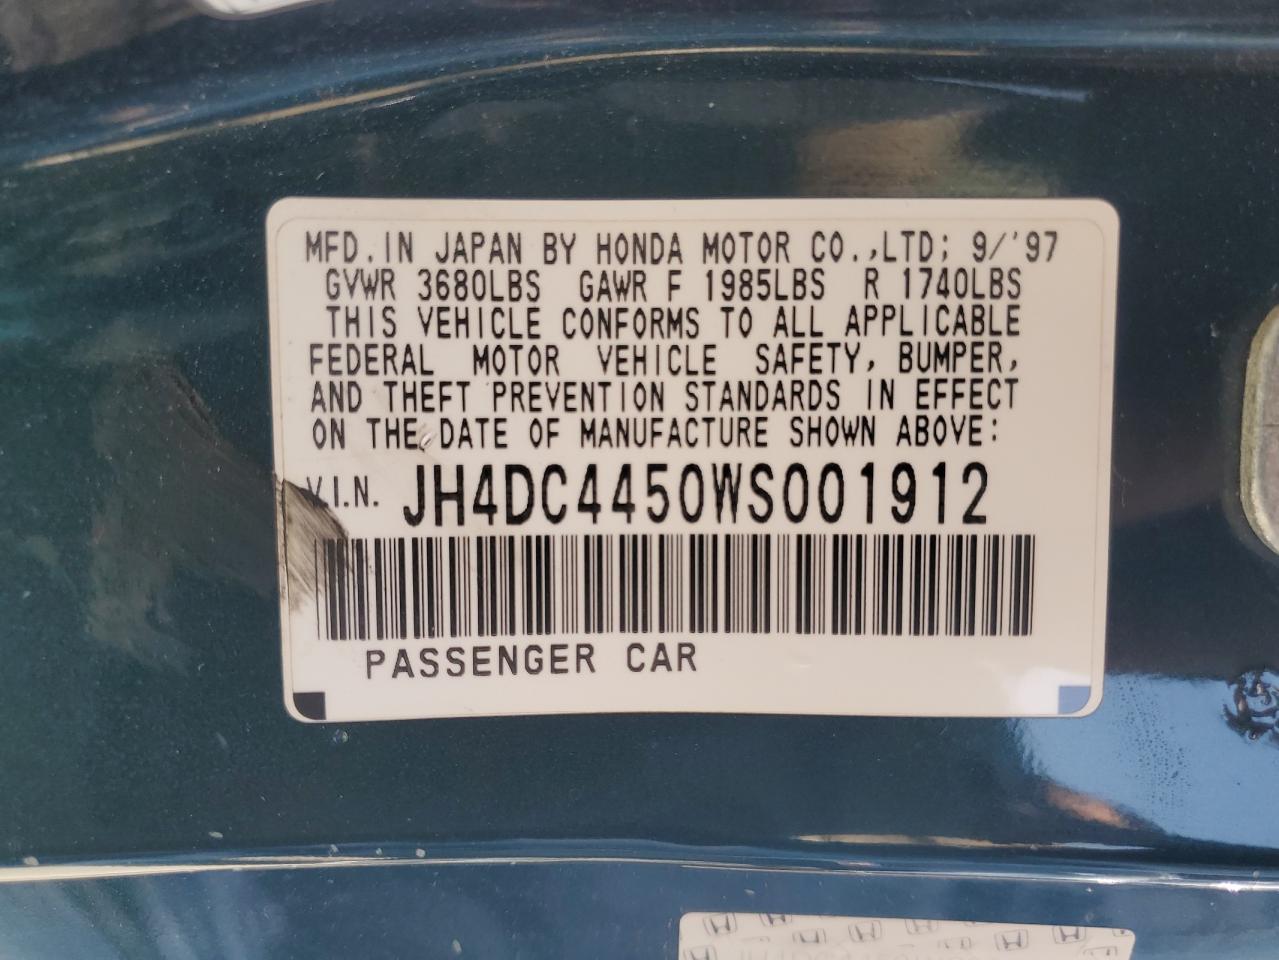 MFD. IN JAPAN BY HONDA MOTOR CO.,LTD; 9/'97
GVWR 3680LBS GAWR F 1985LBS R 1740LBS
THIS VEHICLE CONFORMS TO ALL APPLICABLE
FEDERAL MOTOR VEHICLE SAFETY, BUMPER,
AND THEFT PREVENTION STANDARDS IN EFFECT
ON THE DATE OF MANUFACTURE SHOWN ABOVE:
V.I.N. JH4DC4450WS001912
PASSENGER CAR